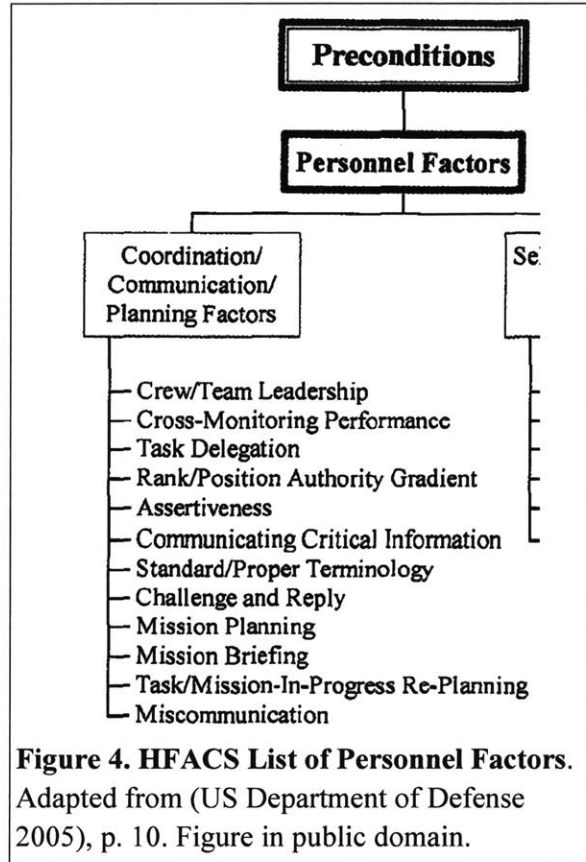 Preconditions
Personnel Factors
Coordination/
Communication/
Planning Factors
Crew/Team Leadership
Cross-Monitoring Performance
Task Delegation
Rank/Position Authority Gradient
Assertiveness
Communicating Critical Information
Standard/Proper Terminology
Challenge and Reply
Mission Planning
Mission Briefing
Task/Mission-In-Progress Re-Planning
Miscommunication
Figure 4. HFACS List of Personnel Factors.
Adapted from (US Department of Defense
2005), p. 10. Figure in public domain.